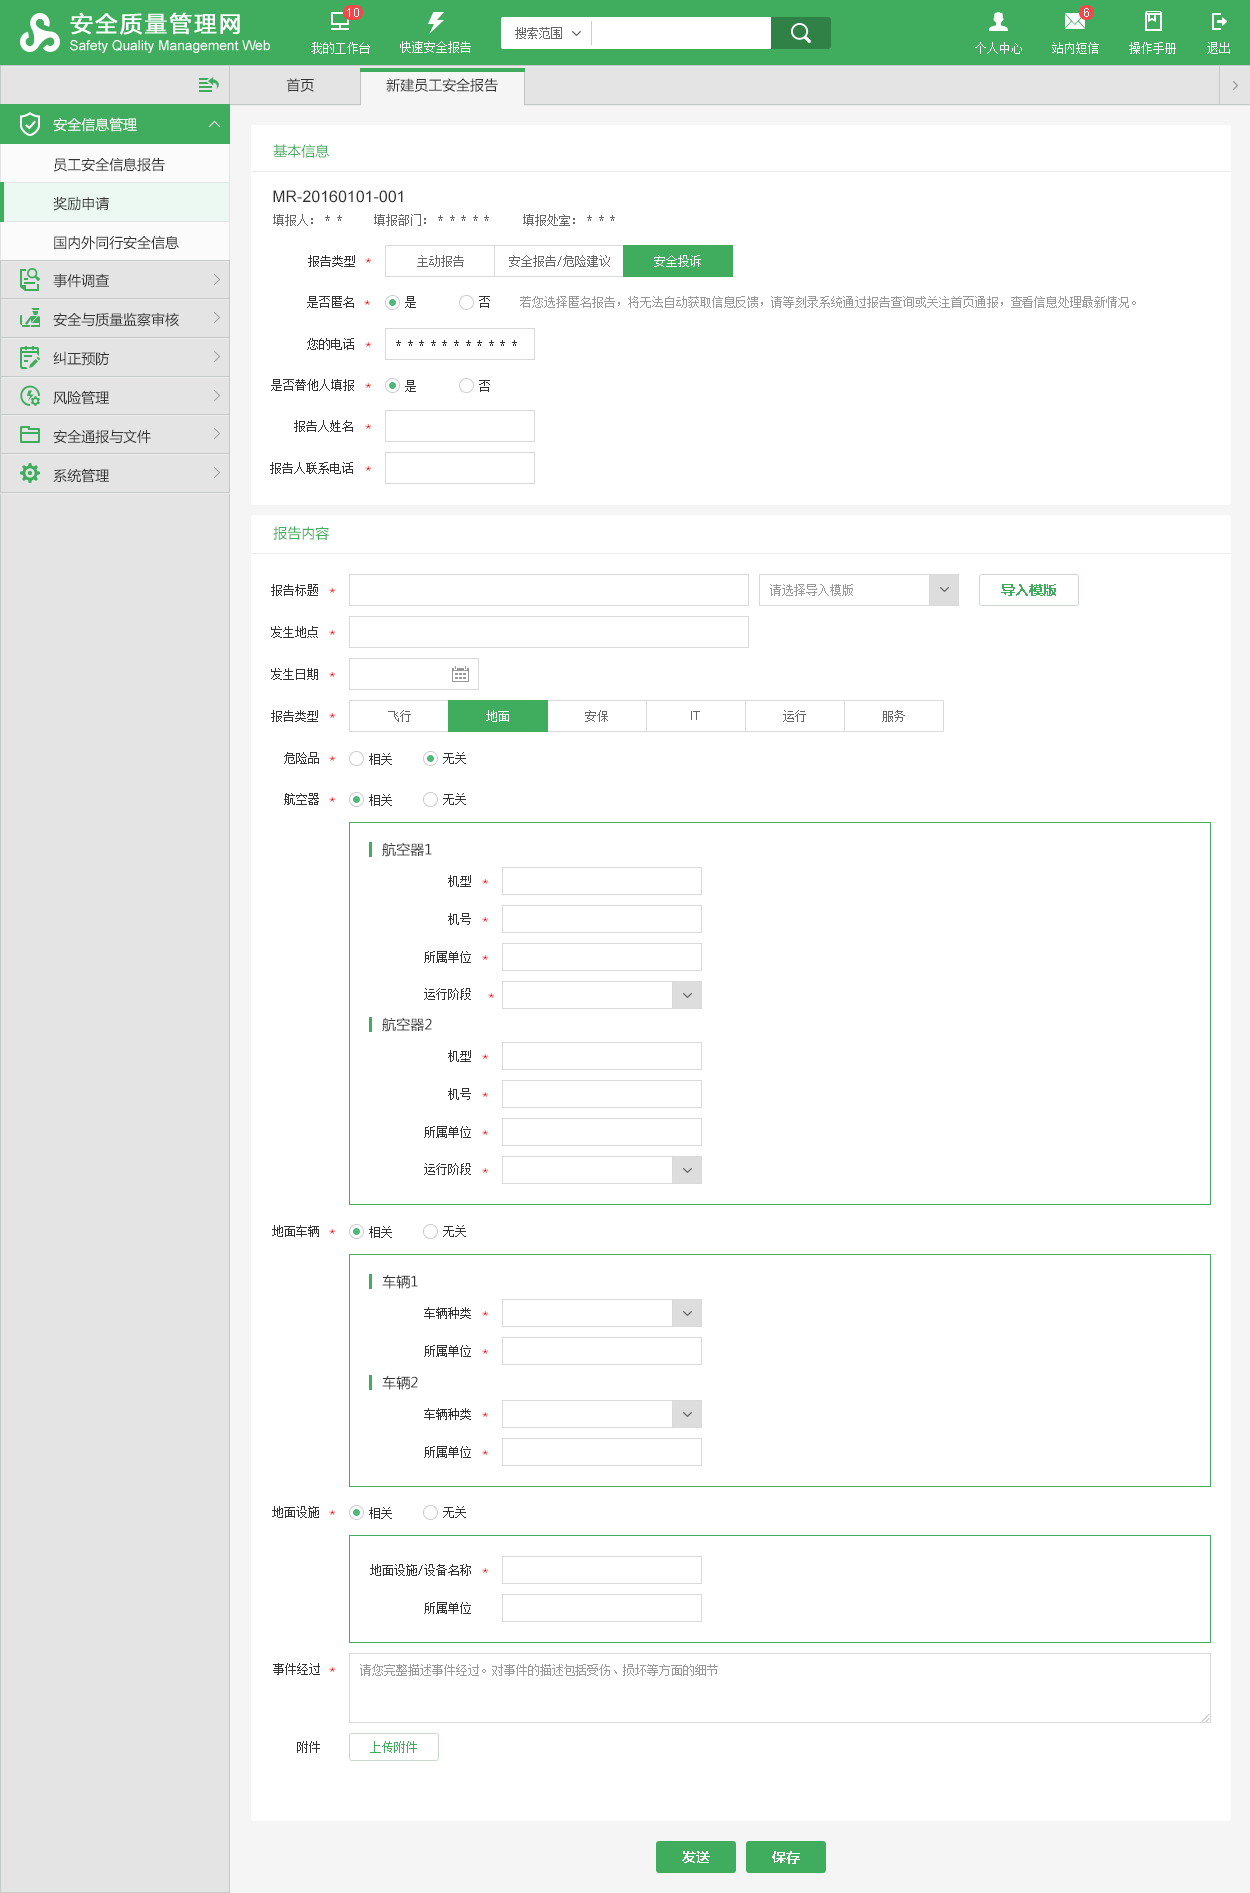 安全质量管理网
Safety Quality Management Web
10
我的工作台
快速安全报告
搜索范围
个人中心
6
站内短信
操作手册
退出
首页
新建员工安全报告
安全信息管理
员工安全信息报告
奖励申请
国内外同行安全信息
事件调查
安全与质量监察审核
纠正预防
风险管理
安全通报与文件
系统管理
基本信息
MR-20160101-001
填报人： * * 填报部门： * * * * * 填报处室： * * *
报告类型 * 主动报告 安全报告/危险建议 安全投诉
是否匿名 * 是 否 若您选择匿名报告，将无法自动获取信息反馈，请等刻录系统通过报告查询或关注首页通报，查看信息处理最新情况。
您的电话 * * * * * * * * * * * *
是否替他人填报 * 是 否
报告人姓名 *
报告人联系电话 *
报告内容
报告标题 * 请选择导入模版 导入模版
发生地点 *
发生日期 *
报告类型 * 飞行 地面 安保 IT 运行 服务
危险品 * 相关 无关
航空器 * 相关 无关
航空器1
机型 *
机号 *
所属单位 *
运行阶段 *
航空器2
机型 *
机号 *
所属单位 *
运行阶段 *
地面车辆 * 相关 无关
车辆1
车辆种类 *
所属单位 *
车辆2
车辆种类 *
所属单位 *
地面设施 * 相关 无关
地面设施/设备名称 *
所属单位
事件经过 * 请您完整描述事件经过。对事件的描述包括受伤、损坏等方面的细节
附件 上传附件
发送 保存